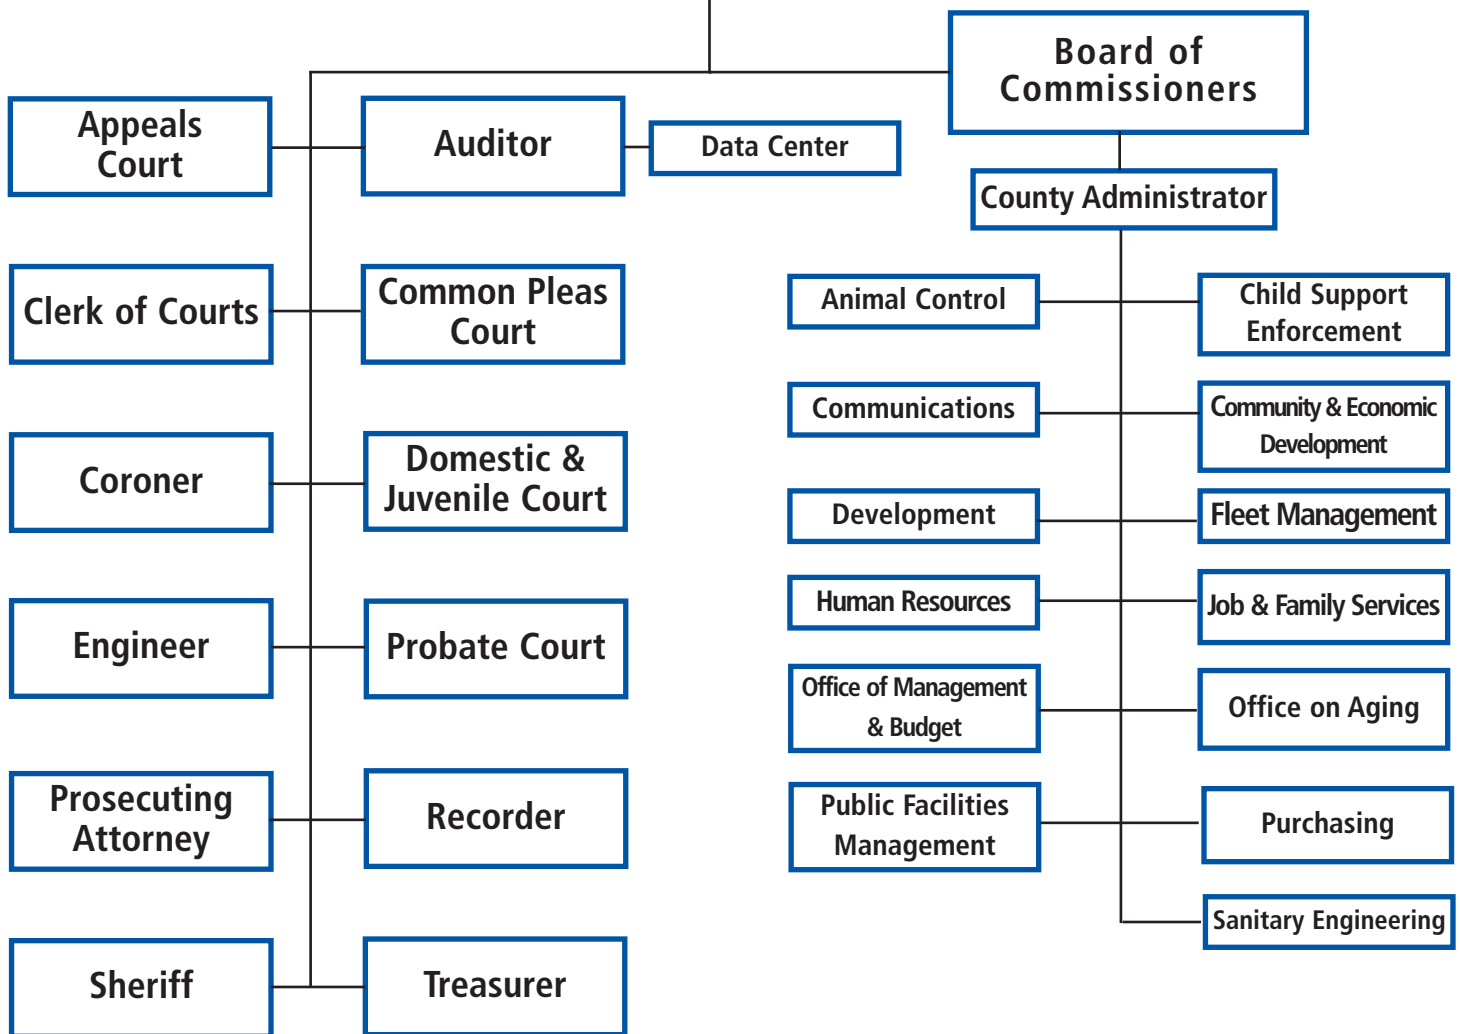 Board of
Commissioners
Appeals
Court
Auditor
Data Center
County Administrator
Clerk of Courts
Common Pleas
Court
Animal Control
Child Support
Enforcement
Communications
Community & Economic
Development
Coroner
Domestic &
Juvenile Court
Development
Fleet Management
Human Resources
Job & Family Services
Engineer
Probate Court
Office of Management
& Budget
Office on Aging
Prosecuting
Attorney
Recorder
Public Facilities
Management
Purchasing
Sanitary Engineering
Sheriff
Treasurer